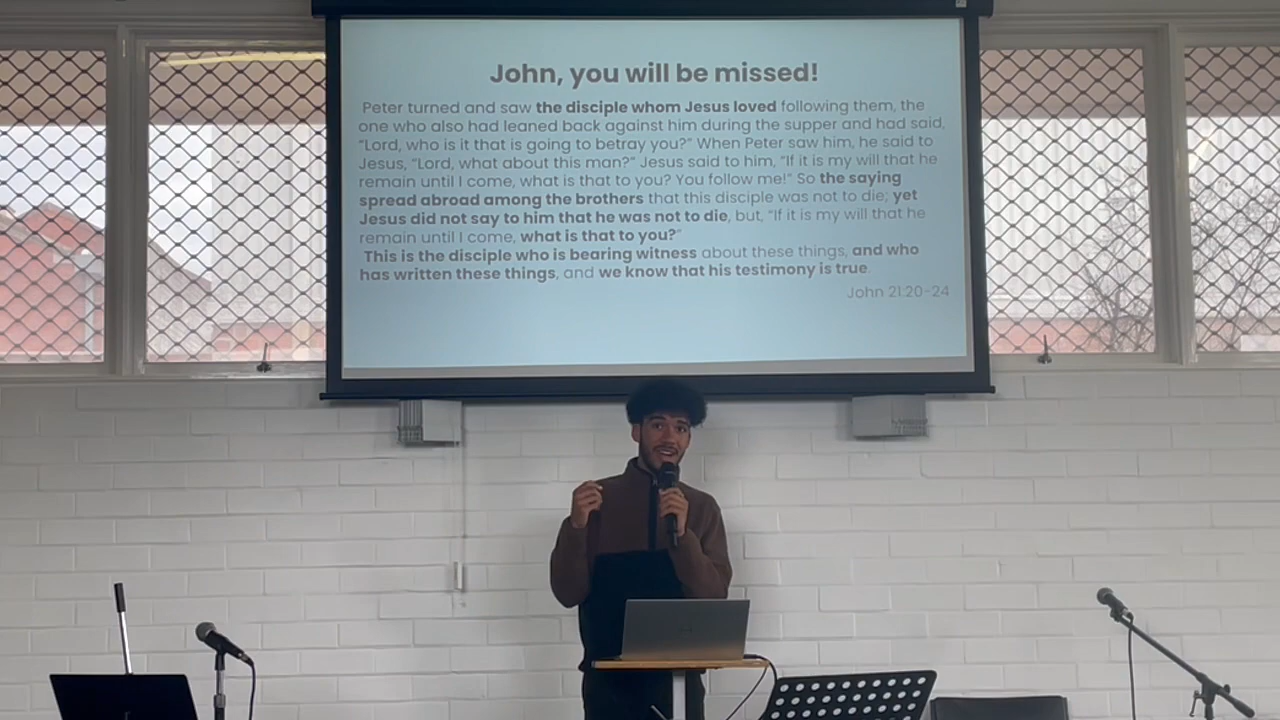 John, you will be missed!
Peter turned and saw the disciple whom Jesus loved following them, the
one who also had leaned back against him during the supper and had said,
“Lord, who is it that is going to betray you?” When Peter saw him, he said to
Jesus, “Lord, what about this man?” Jesus said to him, “If it is my will that he
remain until I come, what is that to you? You follow me!” So the saying
spread abroad among the brothers that this disciple was not to die; yet
Jesus did not say to him that he was not to die, but, “If it is my will that he
remain until I come, what is that to you?”
This is the disciple who is bearing witness about these things, and who
has written these things, and we know that his testimony is true.
John 21:20-24